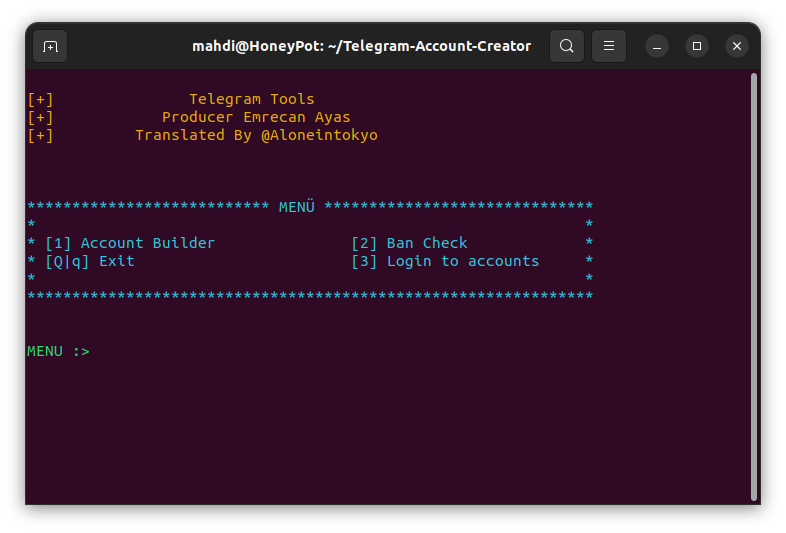 mahdi@HoneyPot: ~/Telegram-Account-Creator
[+] Telegram Tools
[+] Producer Emrecan Ayas
[+] Translated By @Aloneintokyo
*************************** MENÜ ******************************
* *
* [1] Account Builder [2] Ban Check *
* [Q|q] Exit [3] Login to accounts *
* *
***************************************************************
MENU :>